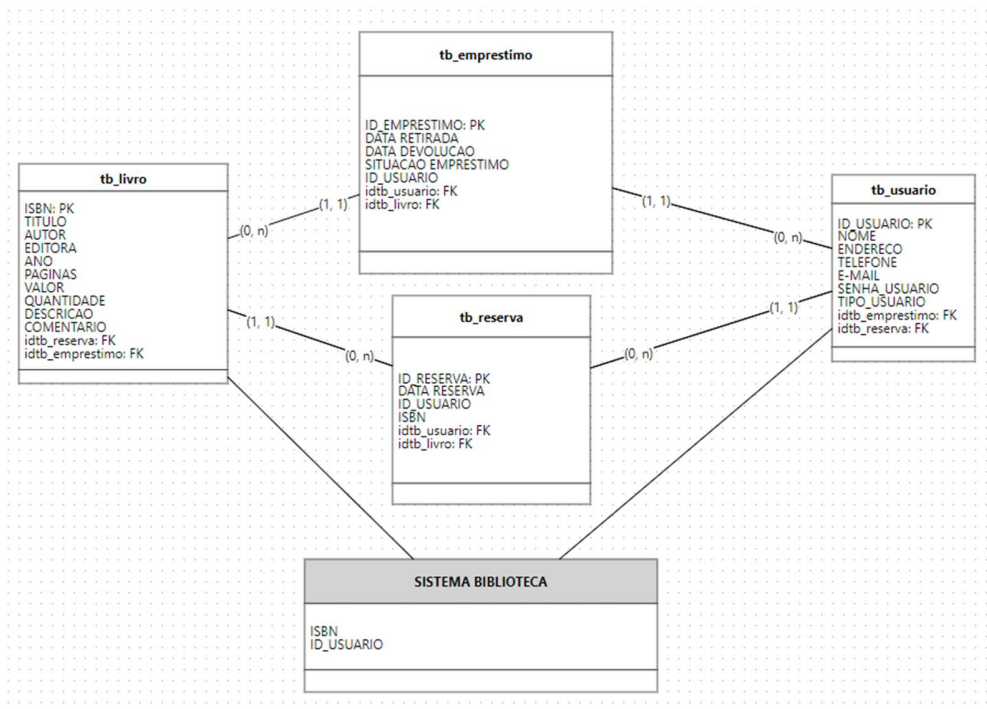 tb_emprestimo
ID_EMPRESTIMO: PK
DATA RETIRADA
DATA DEVOLUCAO
SITUACAO EMPRESTIMO
ID_USUARIO
idtb_usuario: FK
idtb_livro: FK
tb_livro
ISBN: PK
TITULO
AUTOR
EDITORA
ANO
PAGINAS
VALOR
QUANTIDADE
DESCRICAO
COMENTARIO
idtb_reserva: FK
idtb_emprestimo: FK
(1, 1)
(0, n)
(1, 1)
(0, n)
tb_usuario
ID_USUARIO: PK
NOME
ENDERECO
TELEFONE
E-MAIL
SENHA_USUARIO
TIPO_USUARIO
idtb_emprestimo: FK
idtb_reserva: FK
(1, 1)
(0, n)
(1, 1)
(0, n)
tb_reserva
ID_RESERVA: PK
DATA RESERVA
ID_USUARIO
ISBN
idtb_usuario: FK
idtb_livro: FK
SISTEMA BIBLIOTECA
ISBN
ID_USUARIO